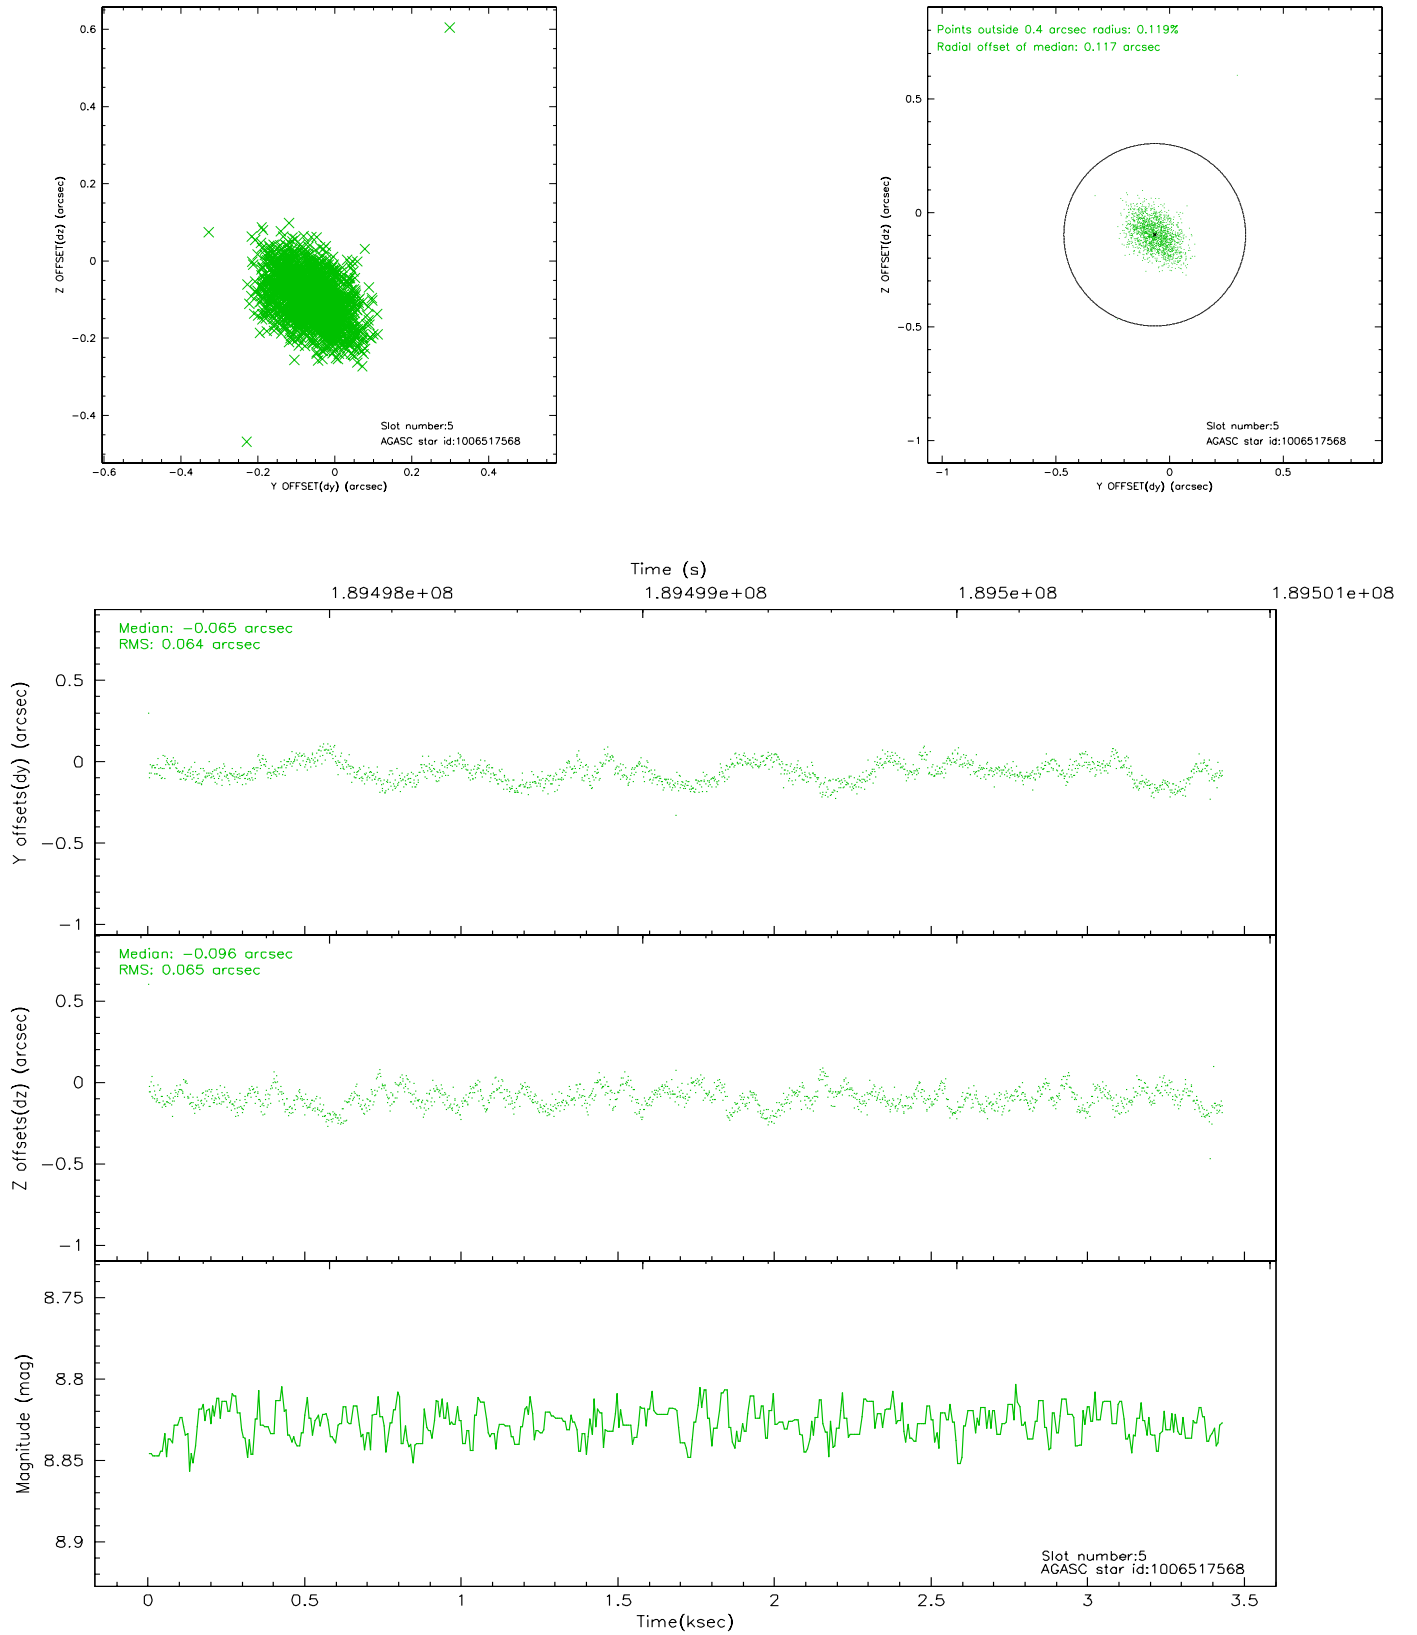 0.6
0.4
0.2
0
−0.2
−0.4
Z OFFSET(dz) (arcsec)
−0.6
−0.4
−0.2
0
0.2
0.4
Y OFFSET(dy) (arcsec)
Slot number:5
AGASC star id:1006517568
Points outside 0.4 arcsec radius: 0.119%
Radial offset of median: 0.117 arcsec
0.5
0
−0.5
−1
Z OFFSET(dz) (arcsec)
−1
−0.5
0
0.5
Y OFFSET(dy) (arcsec)
Slot number:5
AGASC star id:1006517568
Time (s)
1.89498e+08
1.89499e+08
1.895e+08
1.89501e+08
Median: −0.065 arcsec
RMS: 0.064 arcsec
0.5
0
−0.5
−1
Y offsets(dy) (arcsec)
Median: −0.096 arcsec
RMS: 0.065 arcsec
0.5
0
−0.5
−1
Z offsets(dz) (arcsec)
8.75
8.8
8.85
8.9
Magnitude (mag)
Slot number:5
AGASC star id:1006517568
0
0.5
1
1.5
2
2.5
3
3.5
Time(ksec)